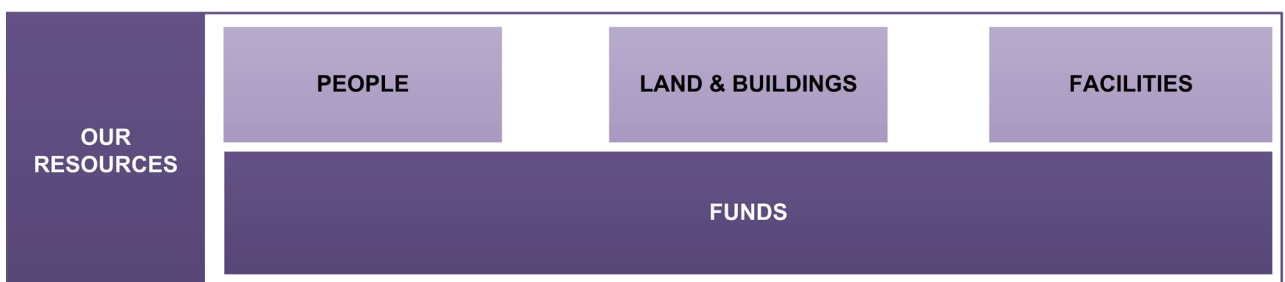 OUR
RESOURCES
PEOPLE
LAND & BUILDINGS
FACILITIES
FUNDS